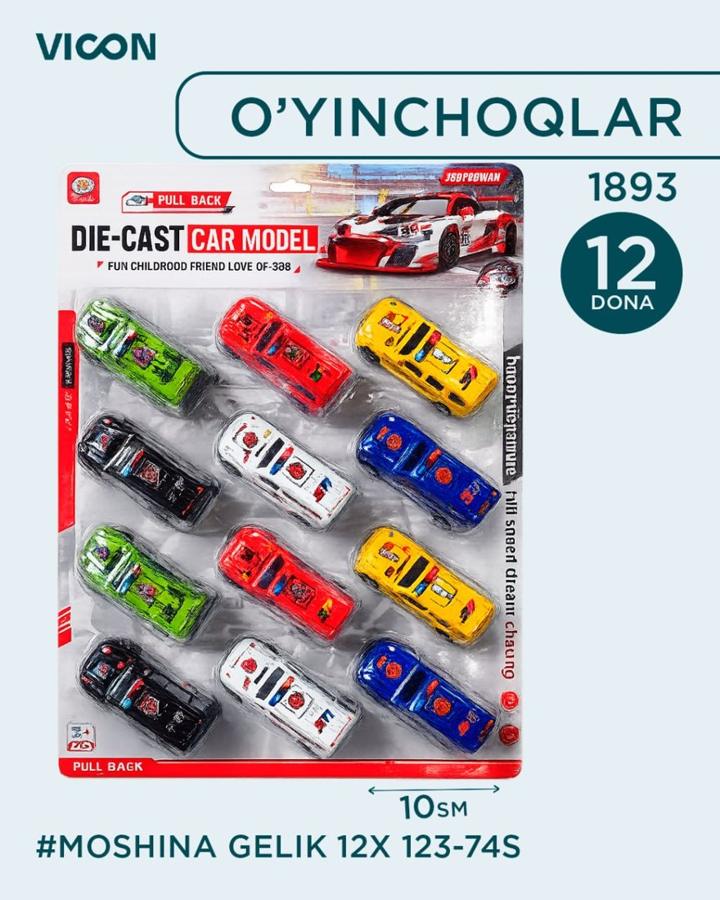 VICON
O’YINCHOQLAR
1893
12
DONA
PULL BACK
DIE-CAST CAR MODEL
FUN CHILDROOD FRIEND LOVE OF-338
PULL BACK
10SM
#MOSHINA GELIK 12X 123-74S